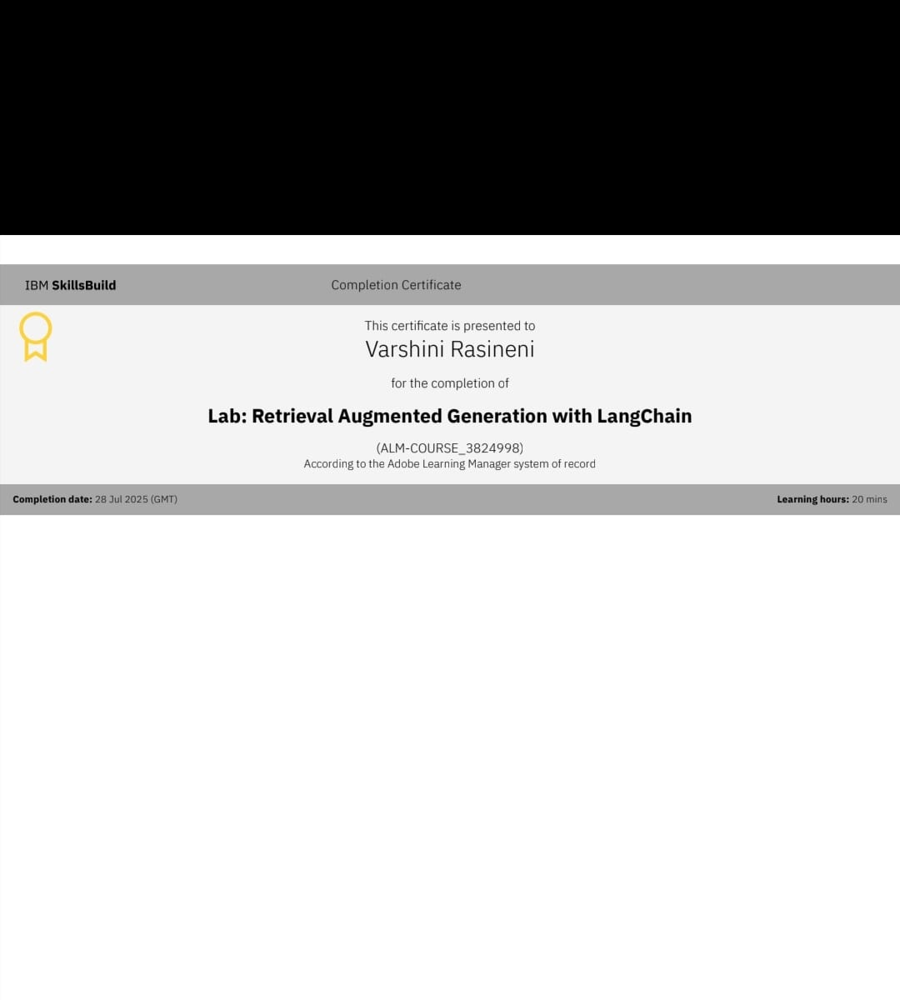 IBM SkillsBuild
Completion Certificate
This certificate is presented to
Varshini Rasineni
for the completion of
Lab: Retrieval Augmented Generation with LangChain
(ALM-COURSE_3824998)
According to the Adobe Learning Manager system of record
Completion date: 28 Jul 2025 (GMT)
Learning hours: 20 mins